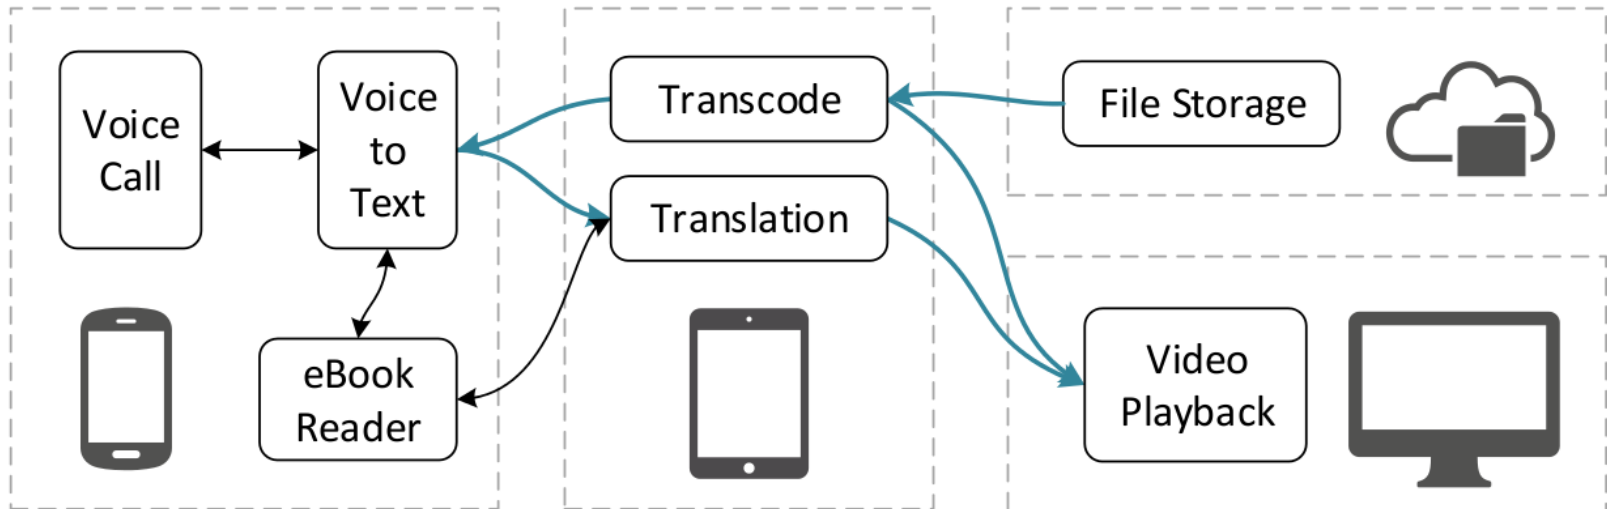 Voice
Call
Voice
to
Text
eBook
Reader
Transcode
Translation
File Storage
Video
Playback